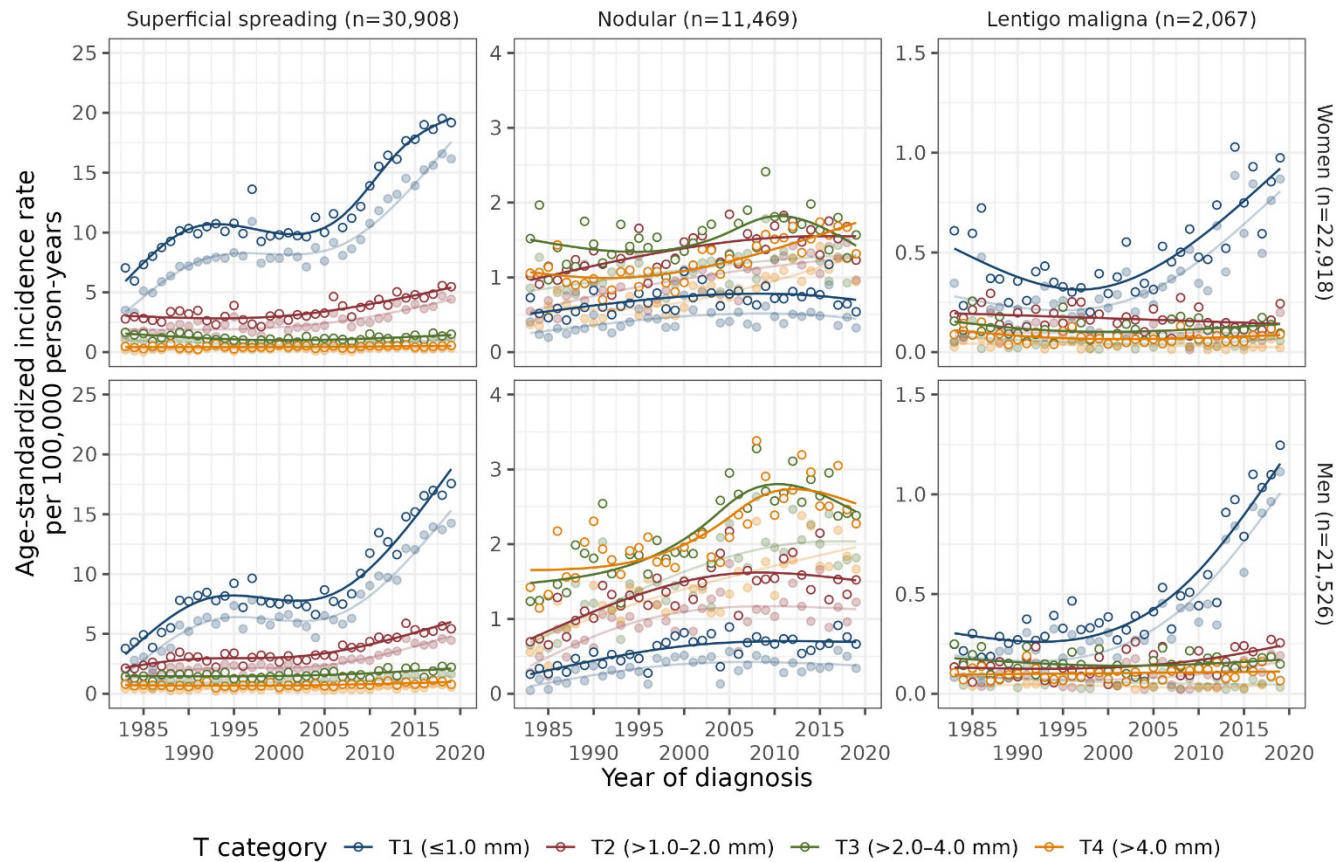 Superficial spreading (n=30,908)
Nodular (n=11,469)
Lentigo maligna (n=2,067)
Age-standardized incidence rate
per 100,000 person-years
25
20
15
10
5
0
4
3
2
1
0
1.5
1.0
0.5
0.0
Women (n=22,918)
25
20
15
10
5
0
4
3
2
1
0
1.5
1.0
0.5
0.0
Men (n=21,526)
1985 1995 2005 2015
1990 2000 2010 2020
1985 1995 2005 2015
1990 2000 2010 2020
1985 1995 2005 2015
1990 2000 2010 2020
Year of diagnosis
T category T1 (≤1.0 mm) T2 (>1.0–2.0 mm) T3 (>2.0–4.0 mm) T4 (>4.0 mm)